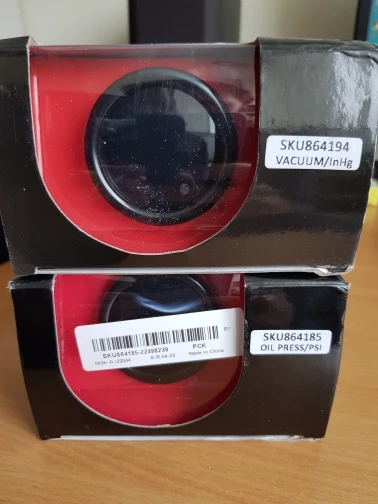 SKU864194
VACUUM/InHg
SKU864185
OIL PRESS/PSI
SKU864185-22498239
PCK
Made in China